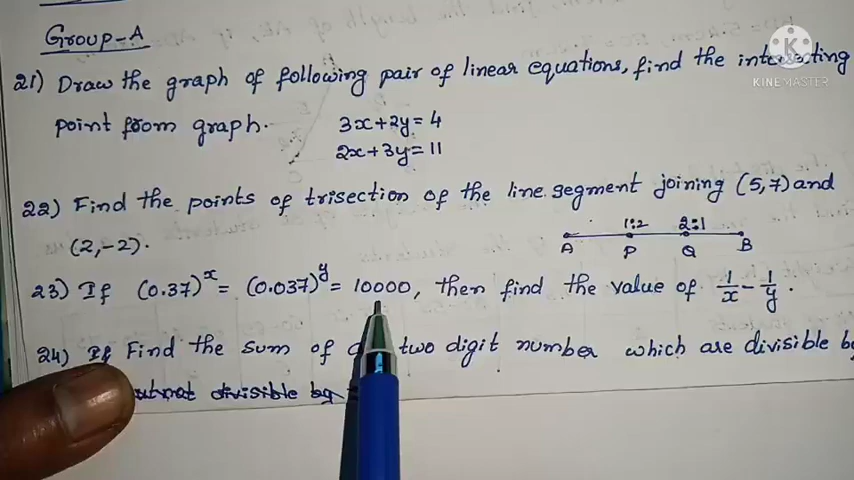 GROUP-A
21) Draw the graph of following pair of linear equations, find the intersecting
point from graph.
3x+2y=4
2x+3y=11
22) Find the points of trisection of the line segment joining (5,7) and
(2,-2).
1:2 2:1
A P Q B
23) If (0.37)^x = (0.037)^y = 10000, then find the value of 1/x - 1/y.
24) If Find the sum of two digit number which are divisible by
divisible by
K
KINEMASTER